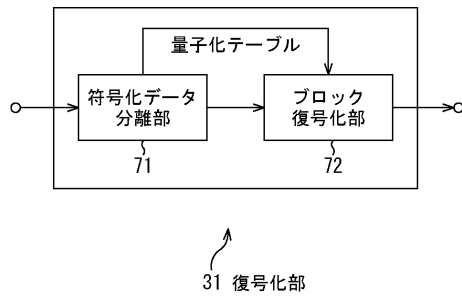 量子化テーブル
符号化データ
分離部
ブロック
復号化部
71
72
31 復号化部